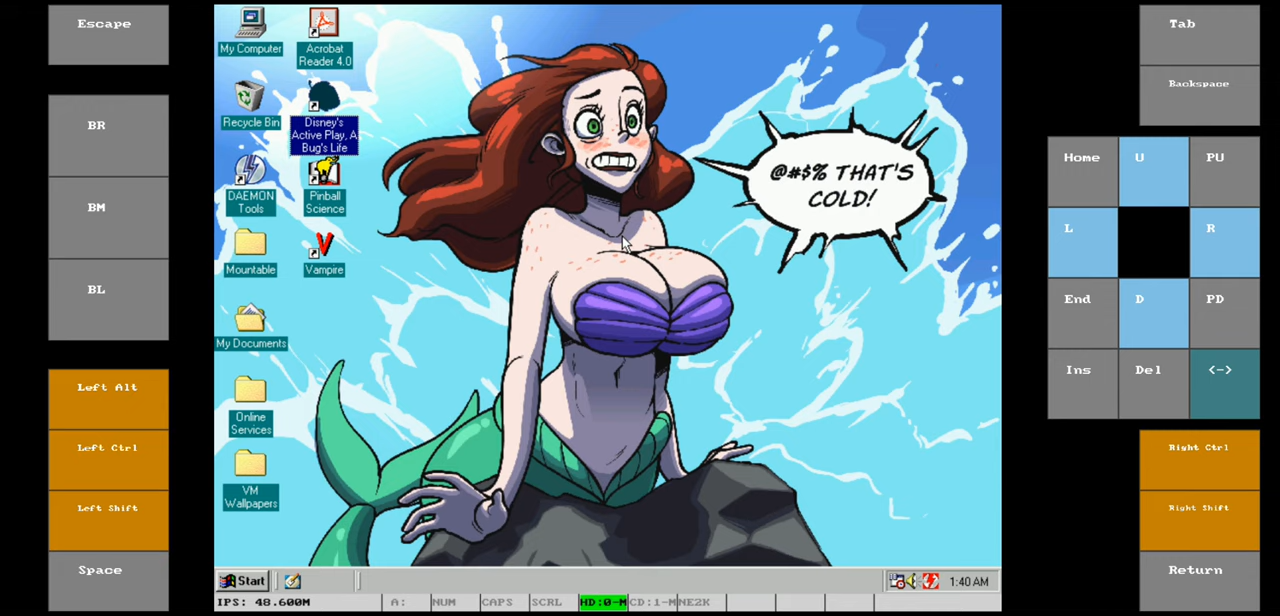 Escape
BR
BM
BL
Left Alt
Left Ctrl
Left Shift
Space
My Computer
Acrobat
Reader 4.0
Recycle Bin
Disney's
Active Play, A
Bug's Life
DAEMON
Tools
Pinball
Science
Mountable
Vampire
My Documents
Online
Services
VM
Wallpapers
@#$% THAT'S
COLD!
Start
1:40 AM
IPS: 48.600M
A:
NUM
CAPS
SCRL
HD:0-M
CD:1-M
NE2K
Tab
Backspace
Home
U
PU
L
R
End
D
PD
Ins
Del
<->
Right Ctrl
Right Shift
Return